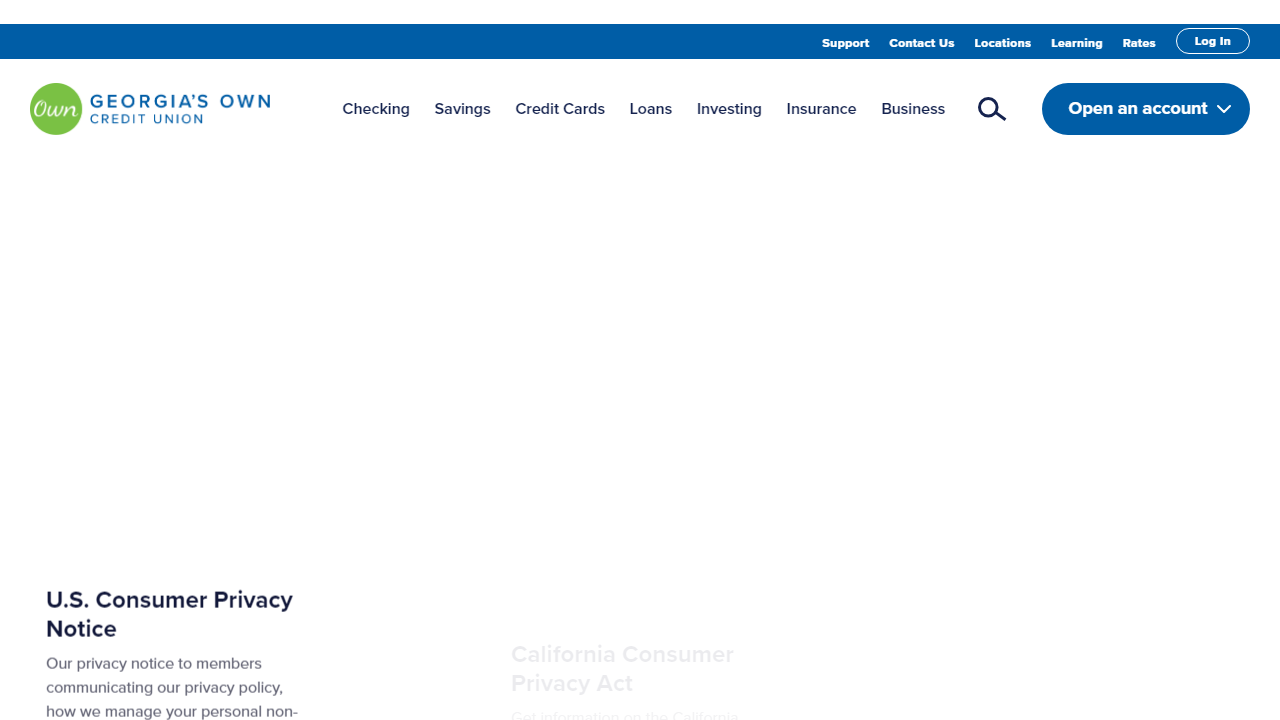 Support Contact Us Locations Learning Rates Log In
Own GEORGIA'S OWN
CREDIT UNION
Checking Savings Credit Cards Loans Investing Insurance Business Open an account
U.S. Consumer Privacy
Notice
Our privacy notice to members
communicating our privacy policy,
how we manage your personal non-
California Consumer
Privacy Act
Get information on the California